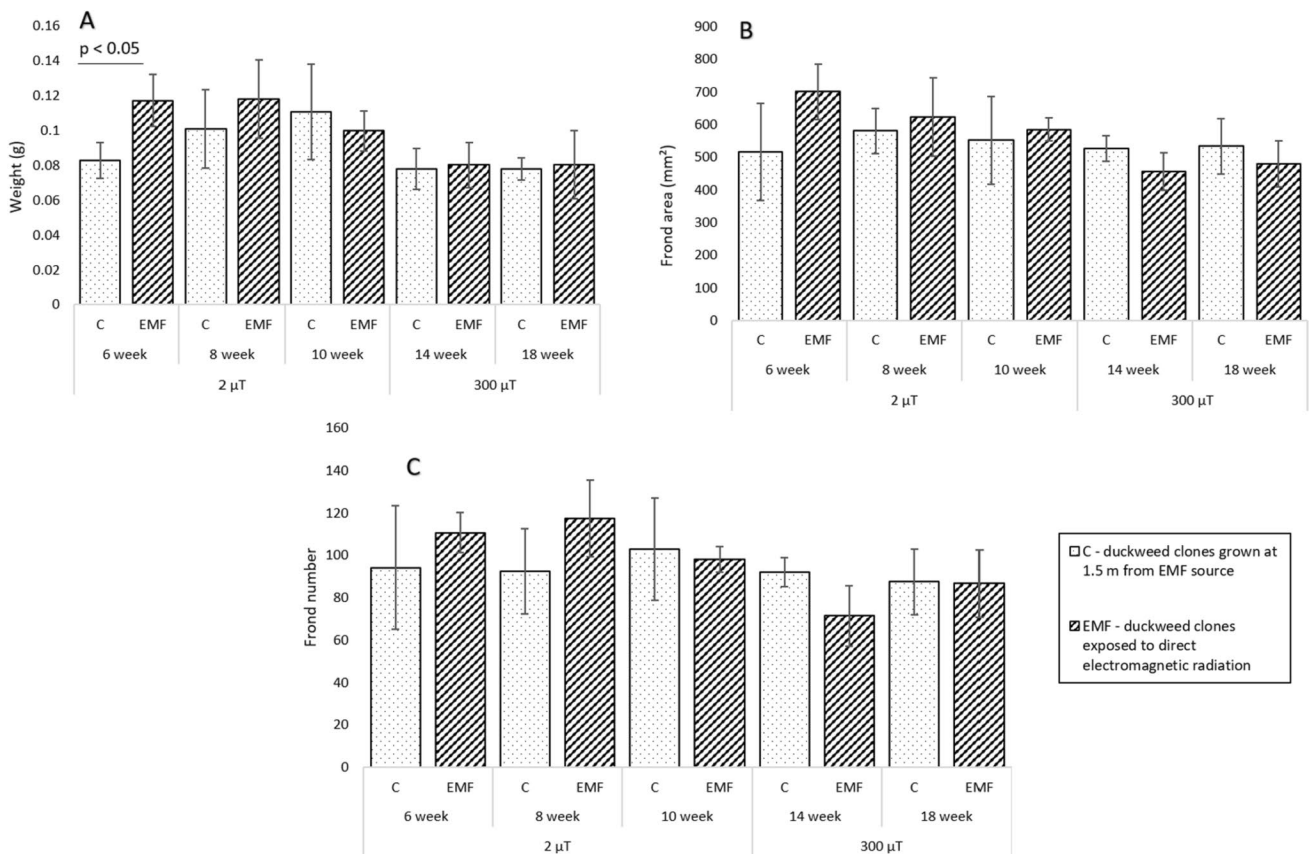 A
p < 0.05
Weight (g)
0.16
0.14
0.12
0.1
0.08
0.06
0.04
0.02
0
C EMF C EMF C EMF C EMF C EMF
6 week 8 week 10 week 14 week 18 week
2 µT 300 µT
B
Frond area (mm²)
900
800
700
600
500
400
300
200
100
0
C EMF C EMF C EMF C EMF C EMF
6 week 8 week 10 week 14 week 18 week
2 µT 300 µT
C
Frond number
160
140
120
100
80
60
40
20
0
C EMF C EMF C EMF C EMF C EMF
6 week 8 week 10 week 14 week 18 week
2 µT 300 µT
C - duckweed clones grown at
1.5 m from EMF source
EMF - duckweed clones
exposed to direct
electromagnetic radiation